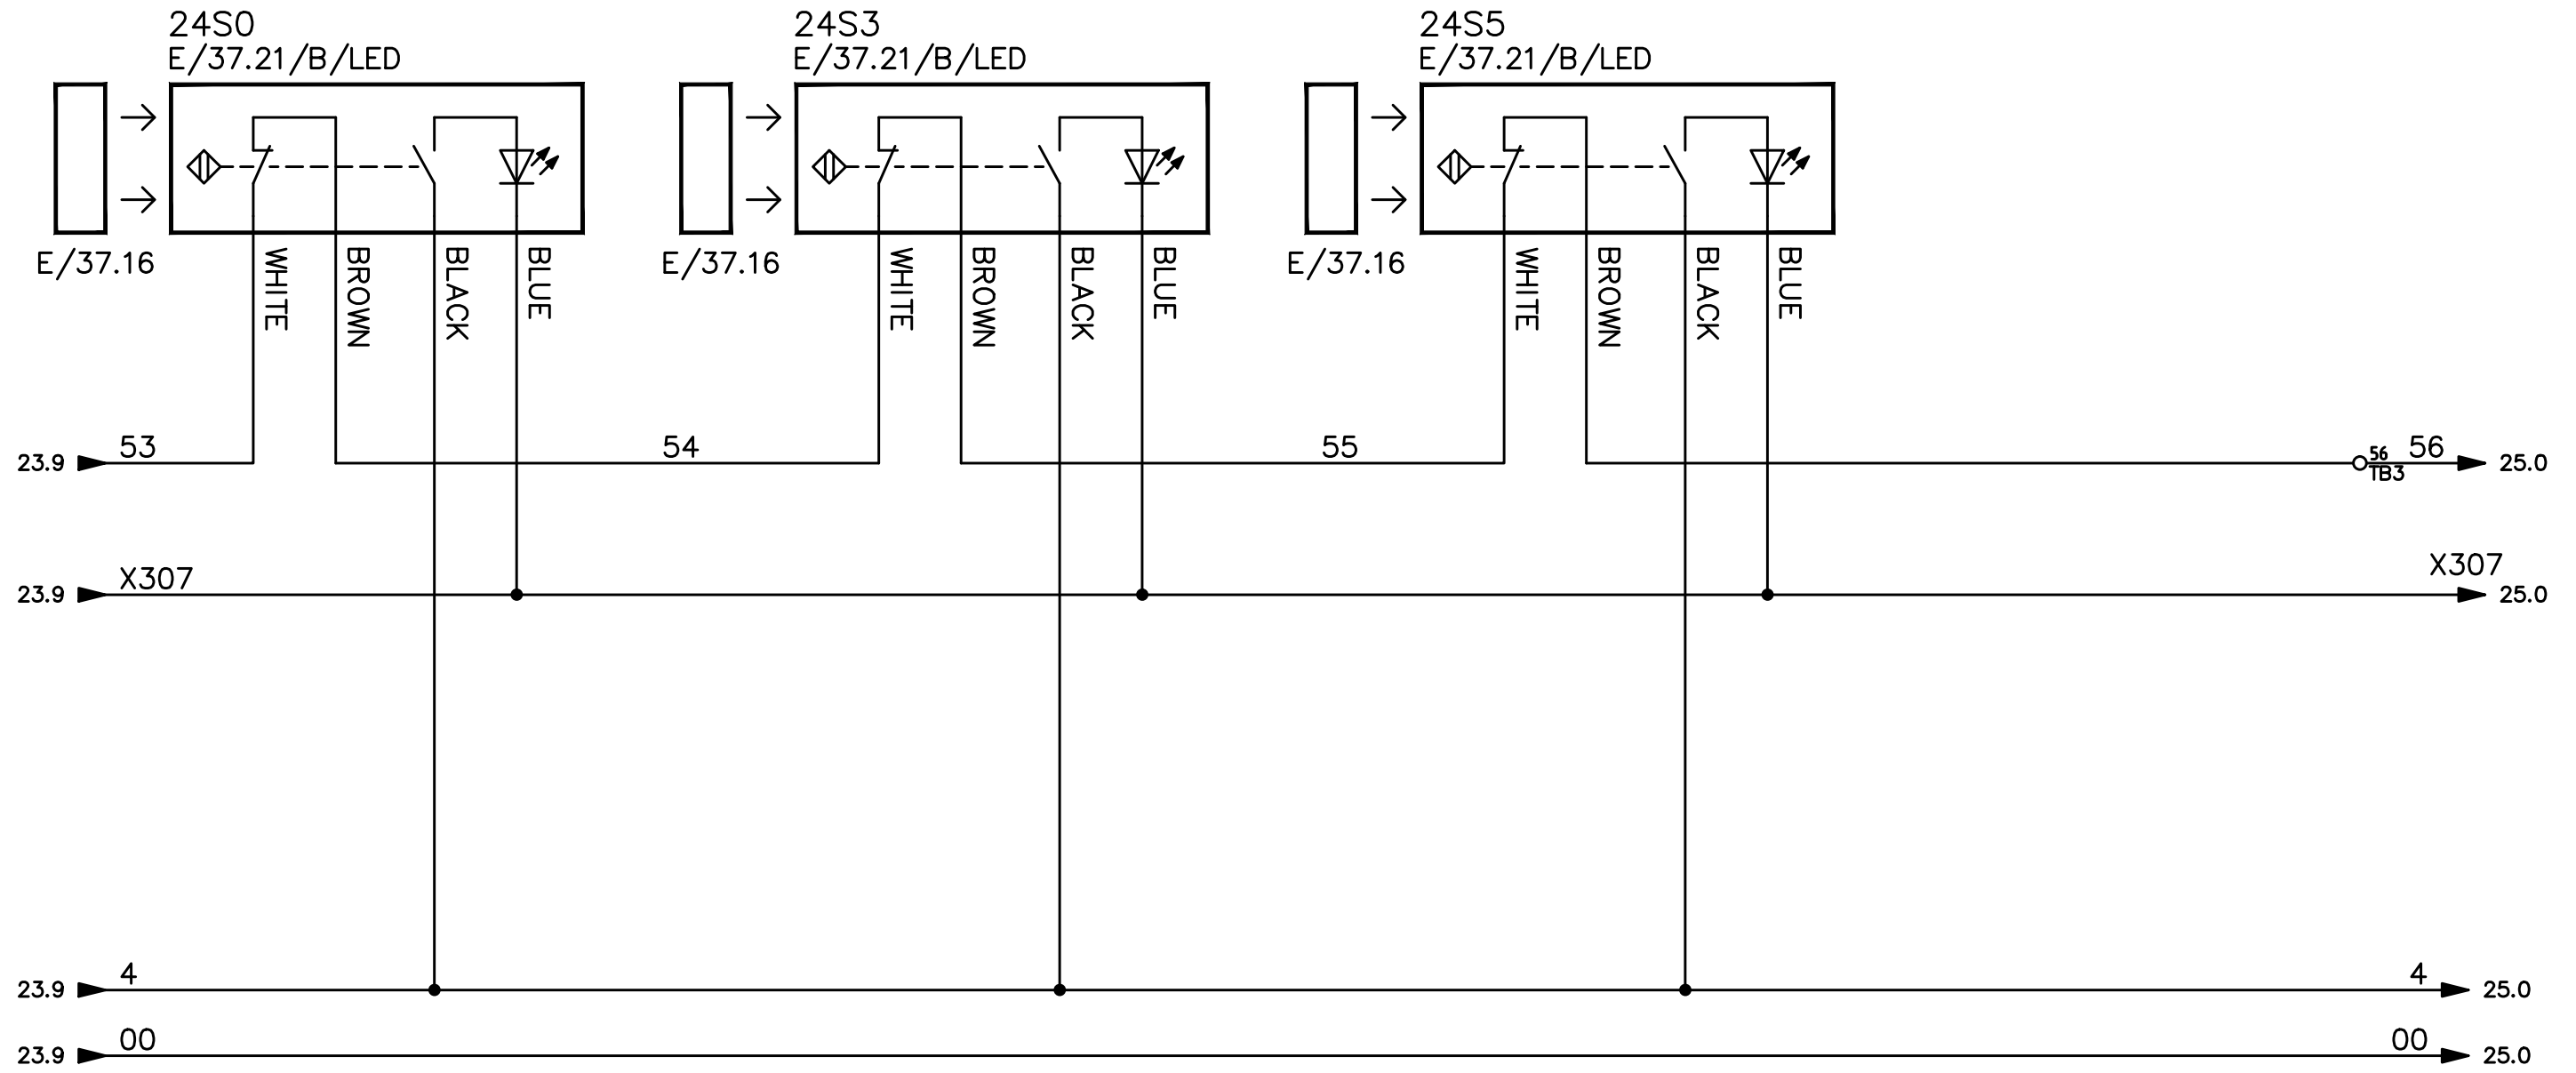 24S0
E/37.21/B/LED
24S3
E/37.21/B/LED
24S5
E/37.21/B/LED
E/37.16
WHITE
BROWN
BLACK
BLUE
E/37.16
WHITE
BROWN
BLACK
BLUE
E/37.16
WHITE
BROWN
BLACK
BLUE
23.9 53 54 55 56 TB3 56 25.0
23.9 X307 X307 25.0
23.9 4 4 25.0
23.9 00 00 25.0